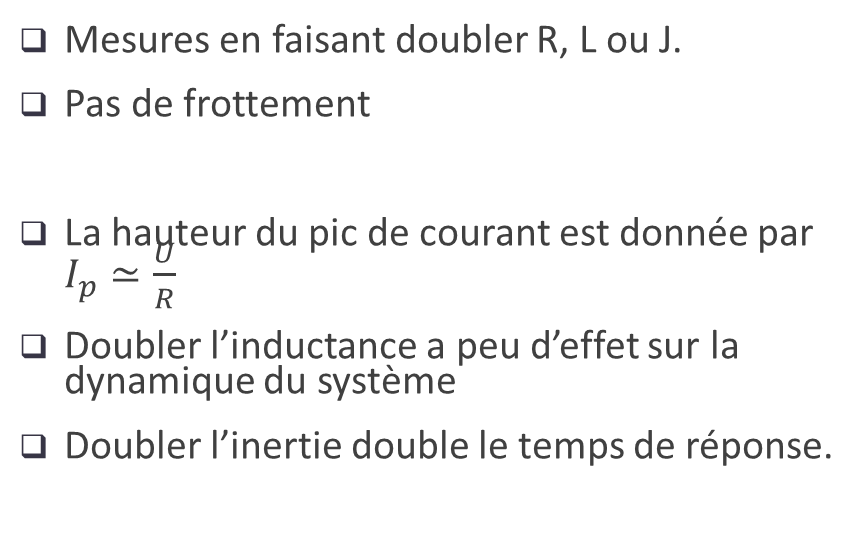 ❑ Mesures en faisant doubler R, L ou J.
❑ Pas de frottement
❑ La hauteur du pic de courant est donnée par
I_p ≃ U/R
❑ Doubler l’inductance a peu d’effet sur la
dynamique du système
❑ Doubler l’inertie double le temps de réponse.